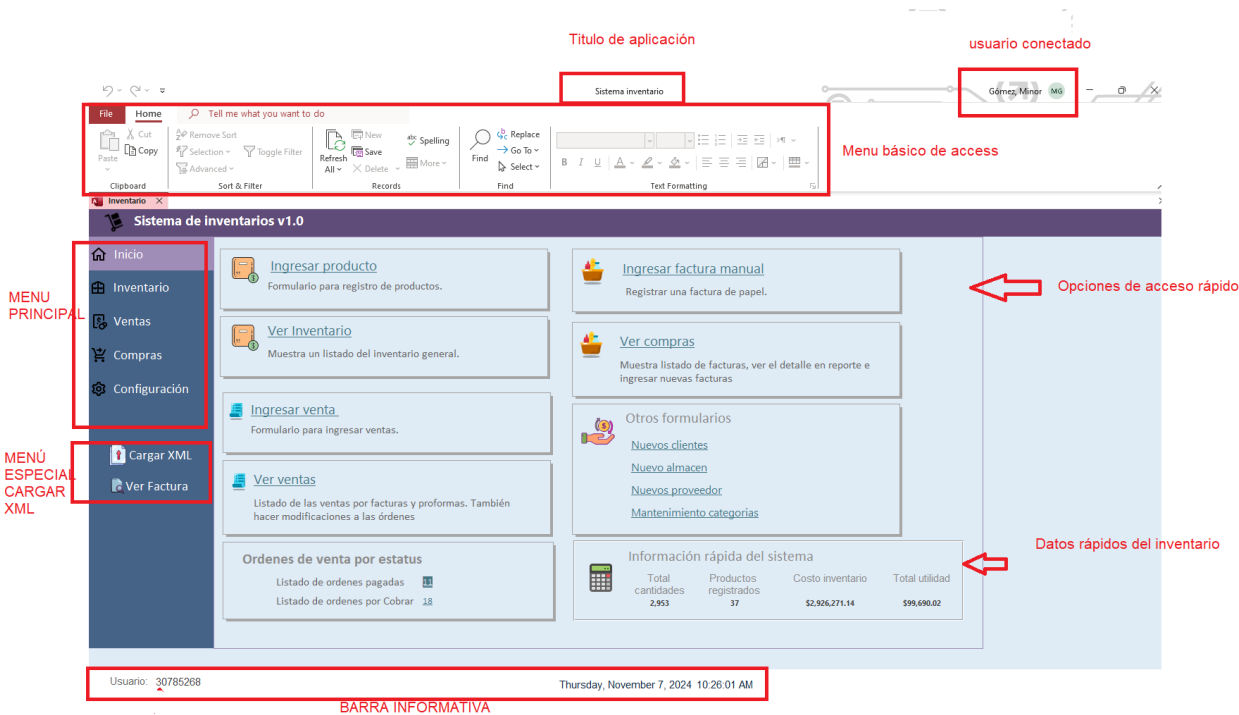 Titulo de aplicación
usuario conectado
Sistema inventario
Gómez, Minor MG
File Home Tell me what you want to do
Menu básico de access
Paste
Cut
Copy
Clipboard
Remove Sort
Selection
Advanced
Toggle Filter
Sort & Filter
Refresh
All
New
Save
Delete
Spelling
More
Records
Find
Replace
Go To
Select
Find
B I U A
Text Formatting
Inventario
Sistema de inventarios v1.0
MENU
PRINCIPAL
Inicio
Inventario
Ventas
Compras
Configuración
MENÚ
ESPECIAL
CARGAR
XML
Cargar XML
Ver Factura
Ingresar producto
Formulario para registro de productos.
Ver Inventario
Muestra un listado del inventario general.
Ingresar venta
Formulario para ingresar ventas.
Ver ventas
Listado de las ventas por facturas y proformas. También
hacer modificaciones a las órdenes
Ordenes de venta por estatus
Listado de ordenes pagadas 11
Listado de ordenes por Cobrar 18
Ingresar factura manual
Registrar una factura de papel.
Opciones de acceso rápido
Ver compras
Muestra listado de facturas, ver el detalle en reporte e
ingresar nuevas facturas
Otros formularios
Nuevos clientes
Nuevo almacen
Nuevos proveedor
Mantenimiento categorias
Datos rápidos del inventario
Información rápida del sistema
Total
cantidades
2,953
Productos
registrados
37
Costo inventario
$2,926,271.14
Total utilidad
$99,690.02
Usuario: 30785268
Thursday, November 7, 2024 10:26:01 AM
BARRA INFORMATIVA